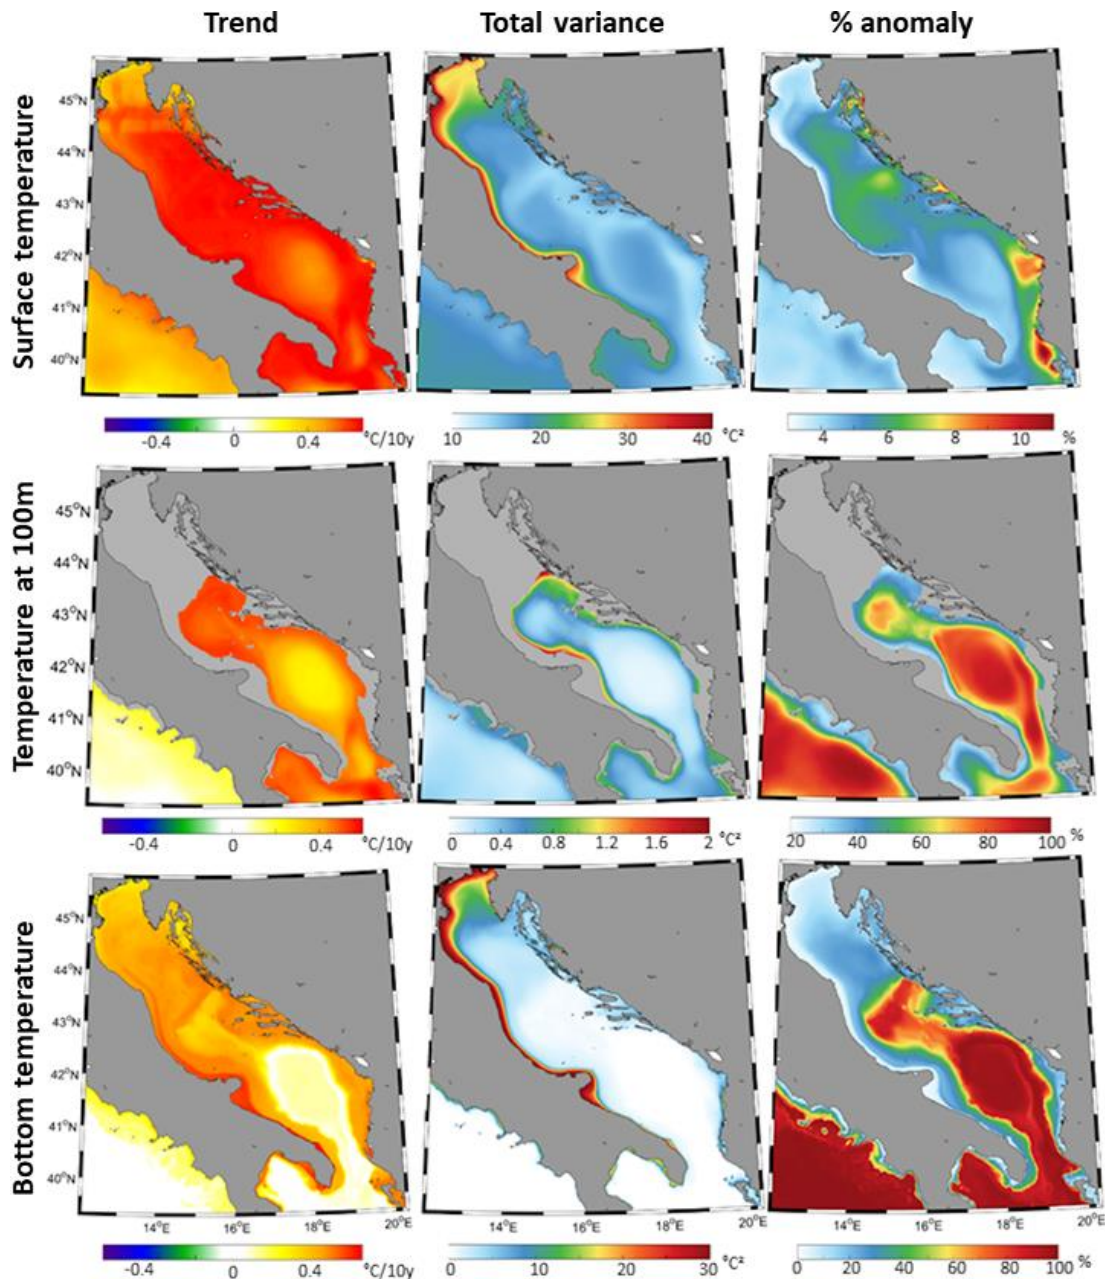 Trend Total variance % anomaly
Surface temperature
45°N
44°N
43°N
42°N
41°N
40°N
-0.4 0 0.4 °C/10y
10 20 30 40 °C²
4 6 8 10 %
Temperature at 100m
45°N
44°N
43°N
42°N
41°N
40°N
-0.4 0 0.4 °C/10y
0 0.4 0.8 1.2 1.6 2 °C²
20 40 60 80 100 %
Bottom temperature
45°N
44°N
43°N
42°N
41°N
40°N
14°E 16°E 18°E 20°E 14°E 16°E 18°E 20°E 14°E 16°E 18°E 20°E
-0.4 0 0.4 °C/10y
0 10 20 30 °C²
0 20 40 60 80 100 %